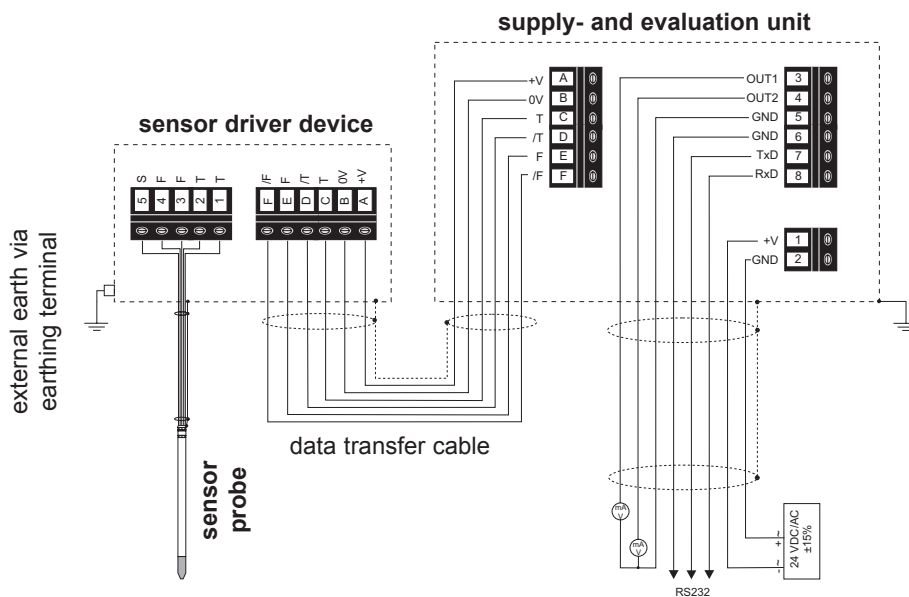 supply- and evaluation unit
sensor driver device
+V A
0V B
T C
/T D
F E
/F F
OUT1 3
OUT2 4
GND 5
GND 6
TxD 7
RxD 8
+V 1
GND 2
S F F T T
5 4 3 2 1
/F F /T T 0V +V
F E D C B A
external earth via
earthing terminal
data transfer cable
sensor
probe
mA
V
mA
V
+ ~
- ~
24 VDC/AC
±15%
RS232